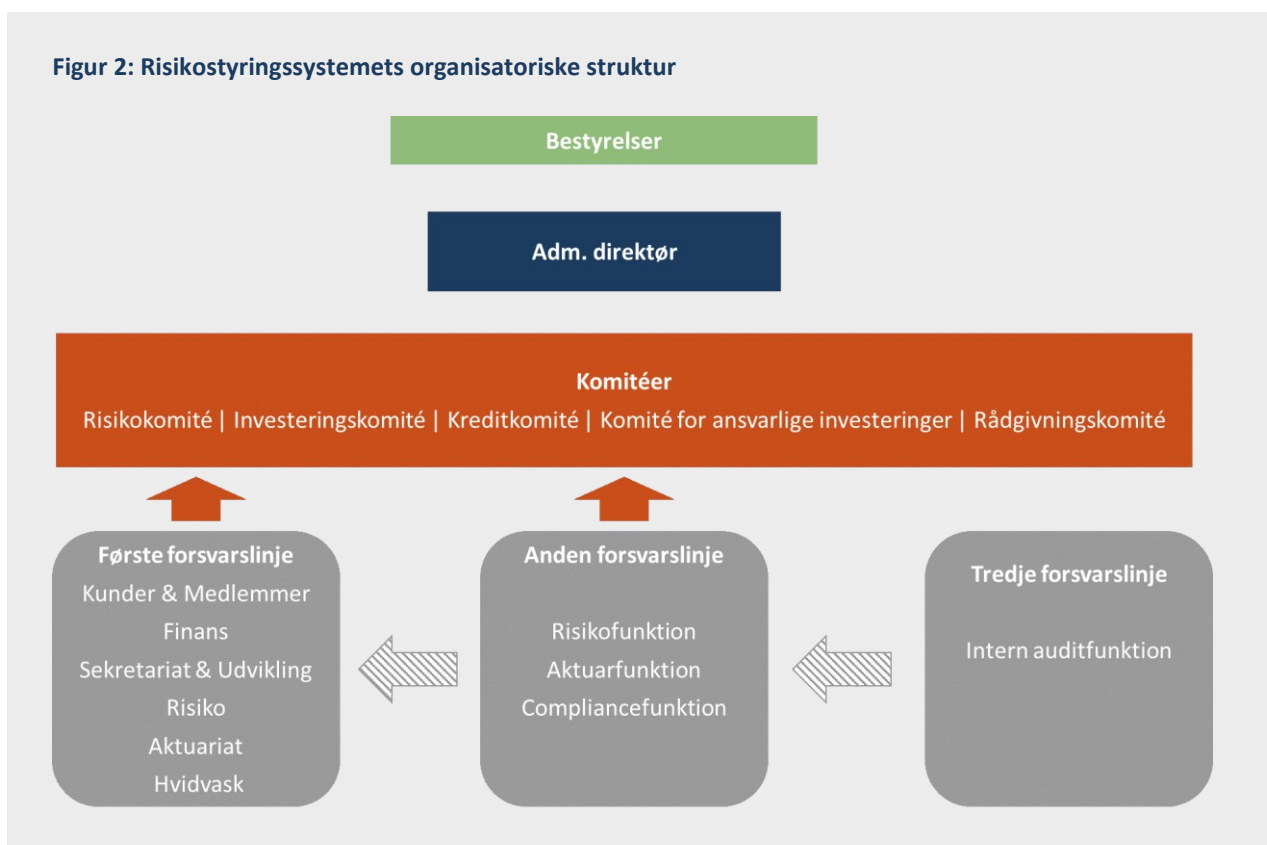 Figur 2: Risikostyringssystemets organisatoriske struktur
Bestyrelser
Adm. direktør
Komitéer
Risikokomité | Investeringskomité | Kreditkomité | Komité for ansvarlige investeringer | Rådgivningskomité
Første forsvarslinje
Kunder & Medlemmer
Finans
Sekretariat & Udvikling
Risiko
Aktuariat
Hvidvask
Anden forsvarslinje
Risikofunktion
Aktuarfunktion
Compliancefunktion
Tredje forsvarslinje
Intern auditfunktion